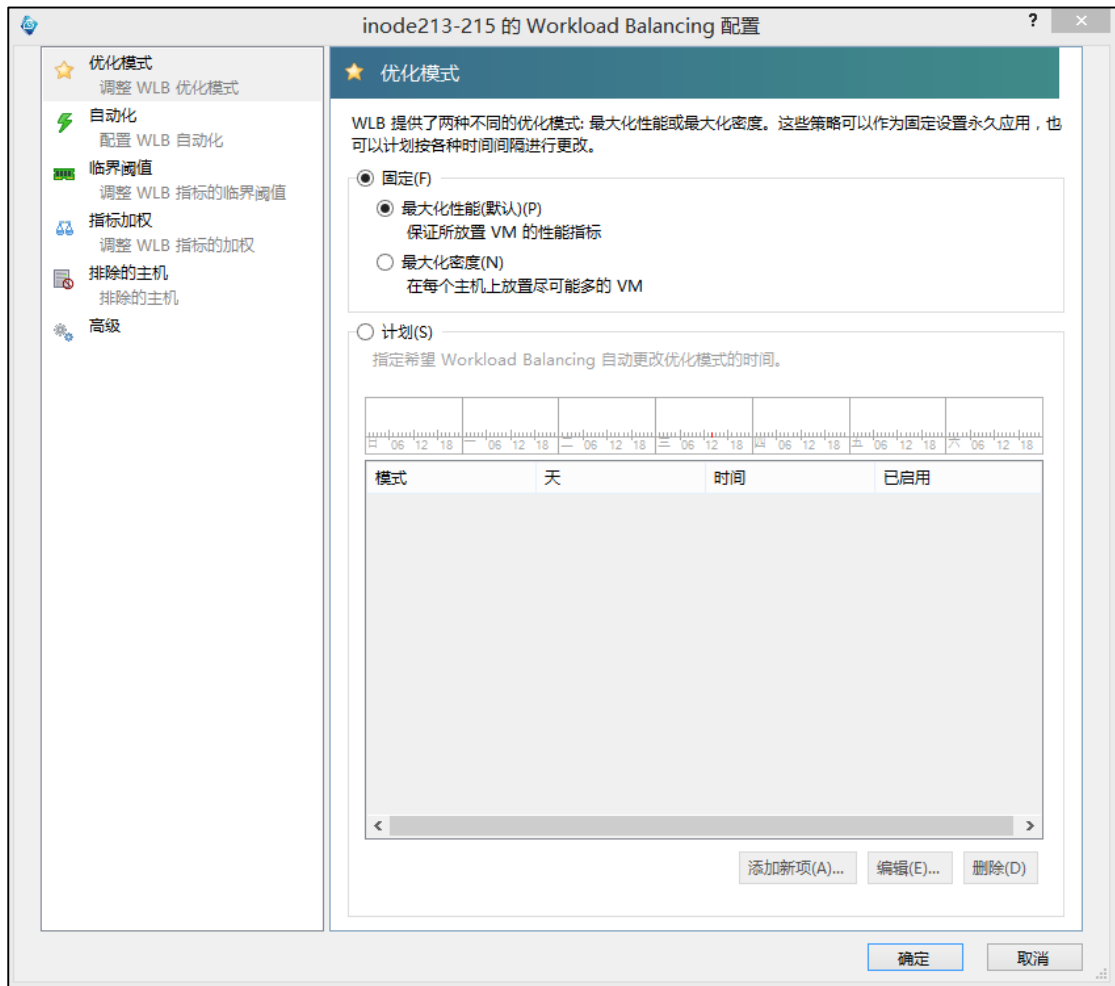 inode213-215 的 Workload Balancing 配置
?
优化模式
调整 WLB 优化模式
自动化
配置 WLB 自动化
临界阈值
调整 WLB 指标的临界阈值
指标加权
调整 WLB 指标的加权
排除的主机
排除的主机
高级
优化模式
WLB 提供了两种不同的优化模式: 最大化性能或最大化密度。这些策略可以作为固定设置永久应用，也
可以计划按各种时间间隔进行更改。
固定(F)
最大化性能(默认)(P)
保证所放置 VM 的性能指标
最大化密度(N)
在每个主机上放置尽可能多的 VM
计划(S)
指定希望 Workload Balancing 自动更改优化模式的时间。
日 06 12 18 一 06 12 18 二 06 12 18 三 06 12 18 四 06 12 18 五 06 12 18 六 06 12 18
模式 天 时间 已启用
添加新项(A)... 编辑(E)... 删除(D)
确定 取消